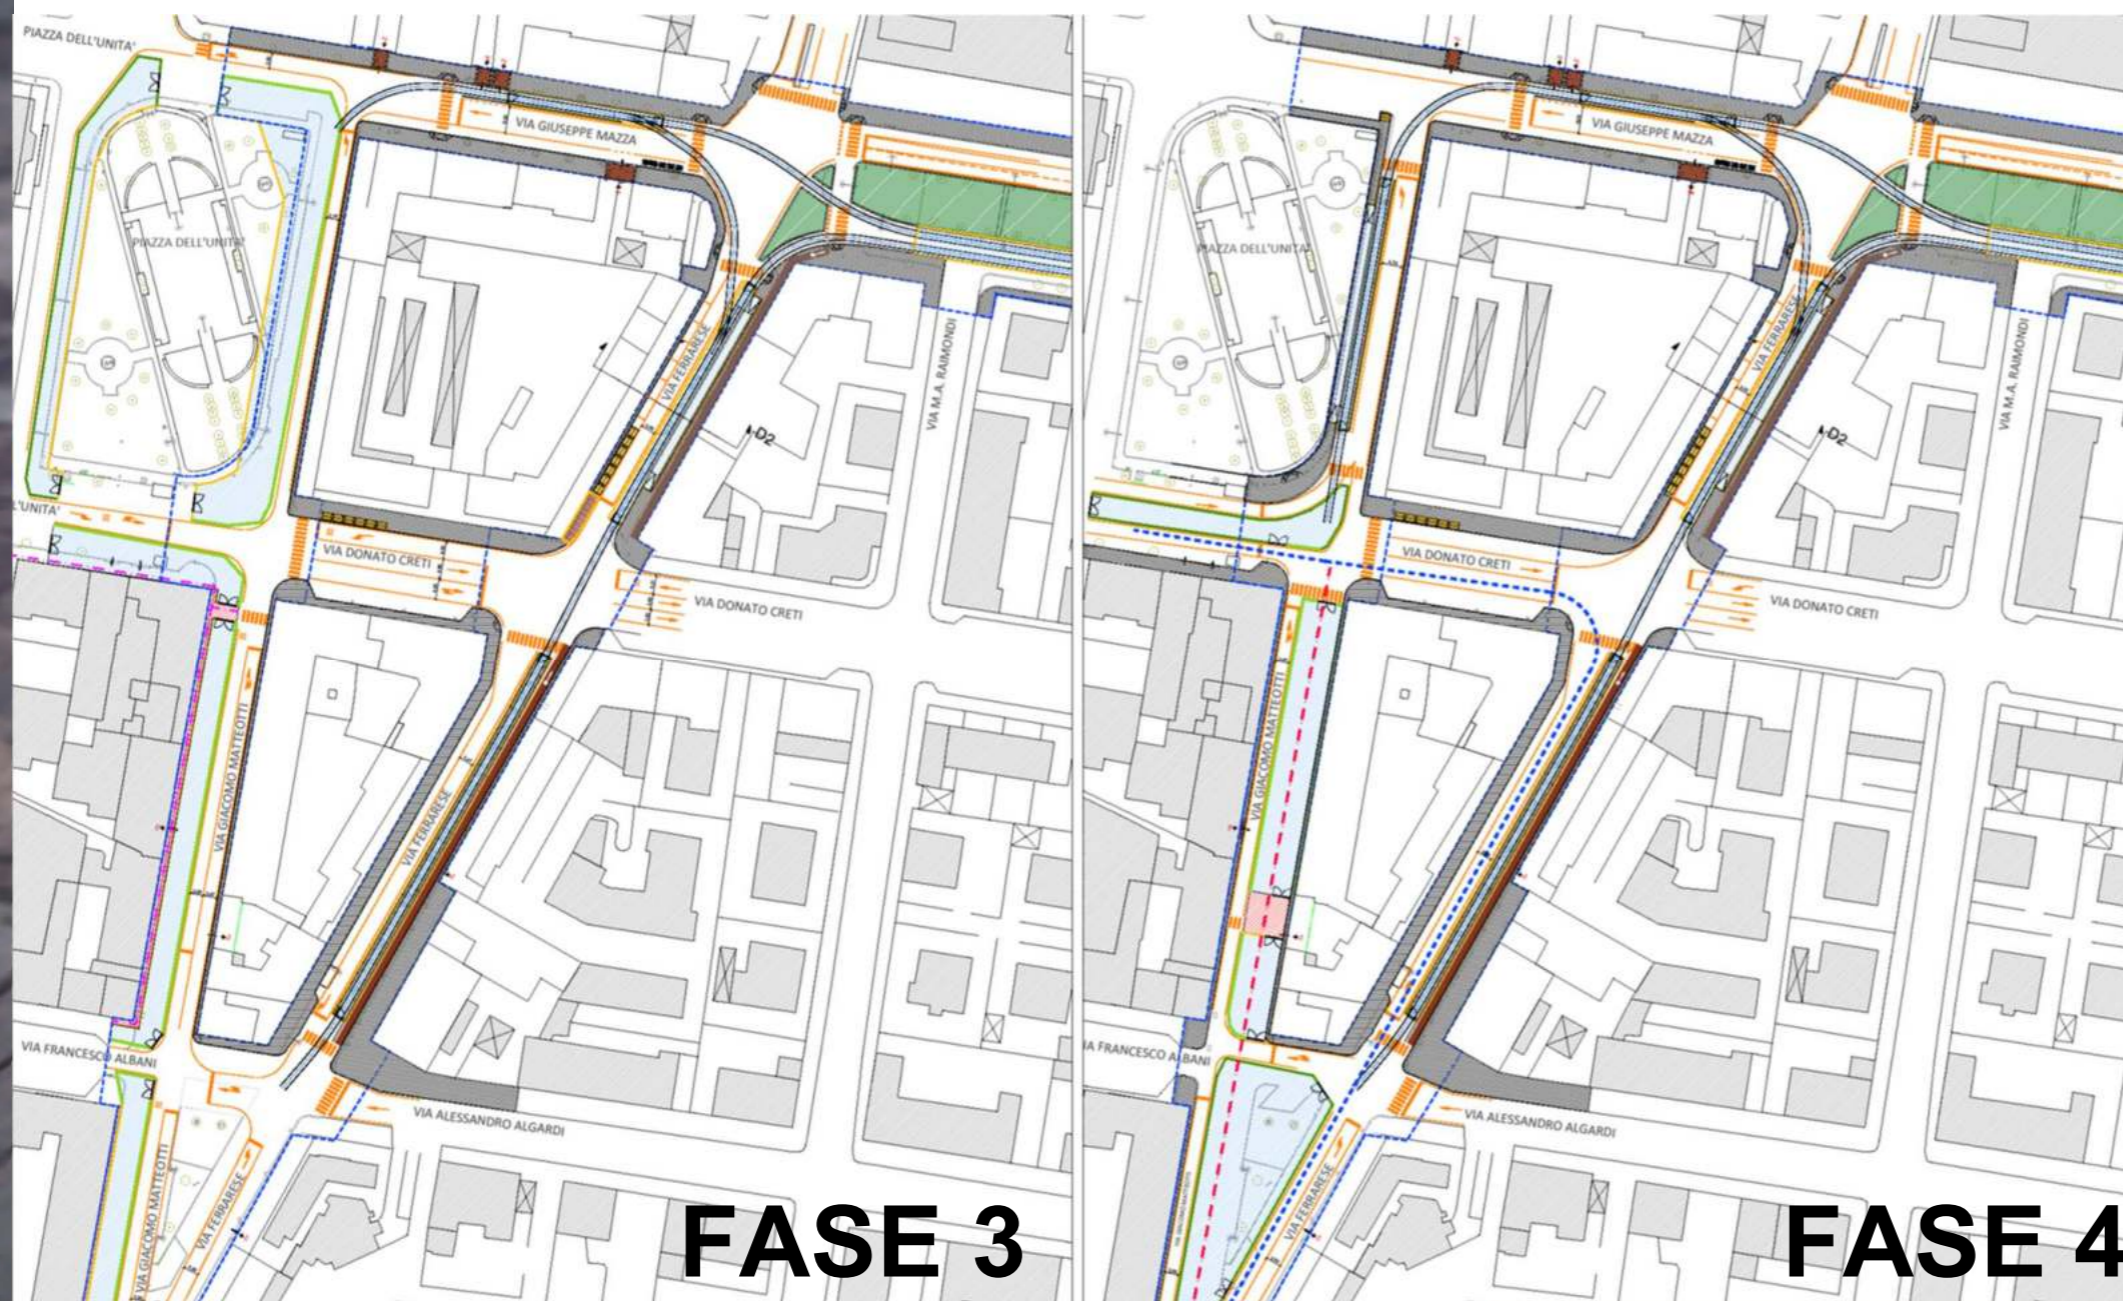 PIAZZA DELL'UNITA'
VIA GIUSEPPE MAZZA
PIAZZA DELL'UNITA'
VIA FERRARESE
VIA M.A. RAIMONDI
D2
L'UNITA'
VIA DONATO CRETI
VIA DONATO CRETI
VIA GIACOMO MATTEOTTI
VIA FERRARESE
VIA FRANCESCO ALBANI
VIA ALESSANDRO ALGARDI
VIA GIACOMO MATTEOTTI
VIA FERRARESE
FASE 3
VIA GIUSEPPE MAZZA
PIAZZA DELL'UNITA'
VIA FERRARESE
VIA M.A. RAIMONDI
D2
VIA DONATO CRETI
VIA DONATO CRETI
VIA GIACOMO MATTEOTTI
IA FRANCESCO ALBANI
VIA ALESSANDRO ALGARDI
VIA FERRARESE
FASE 4